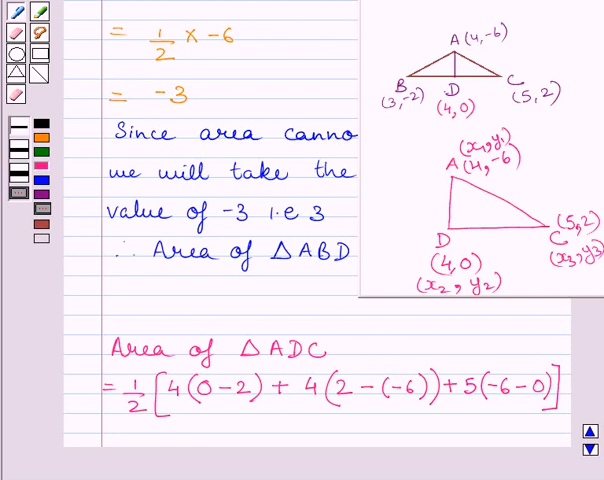 = 1/2 × -6
= -3
Since area canno
we will take the
value of -3 i.e 3
∴ Area of △ABD
Area of △ADC
= 1/2 [4(0-2) + 4(2-(-6)) + 5(-6-0)]
A(4,-6)
B C
(3,-2) D (5,2)
(4,0)
(x₁,y₁)
A(4,-6)
(5,2)
D C
(4,0) (x₃,y₃)
(x₂,y₂)